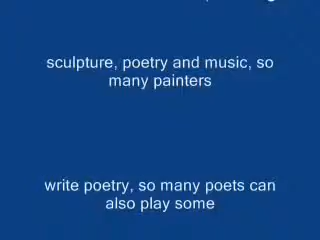 sculpture, poetry and music, so
many painters
write poetry, so many poets can
also play some